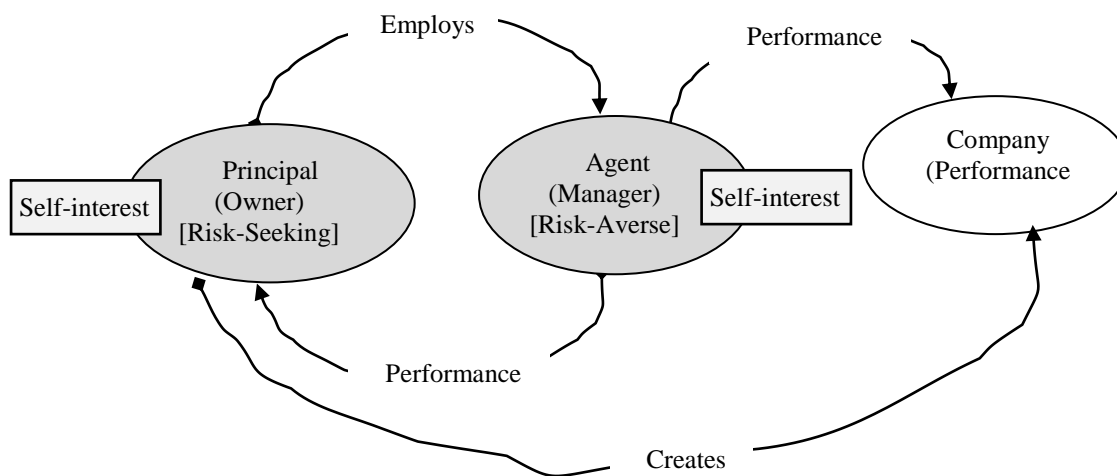 Employs
Performance
Company
(Performance
Principal
(Owner)
[Risk-Seeking]
Self-interest
Agent
(Manager)
[Risk-Averse]
Self-interest
Performance
Creates